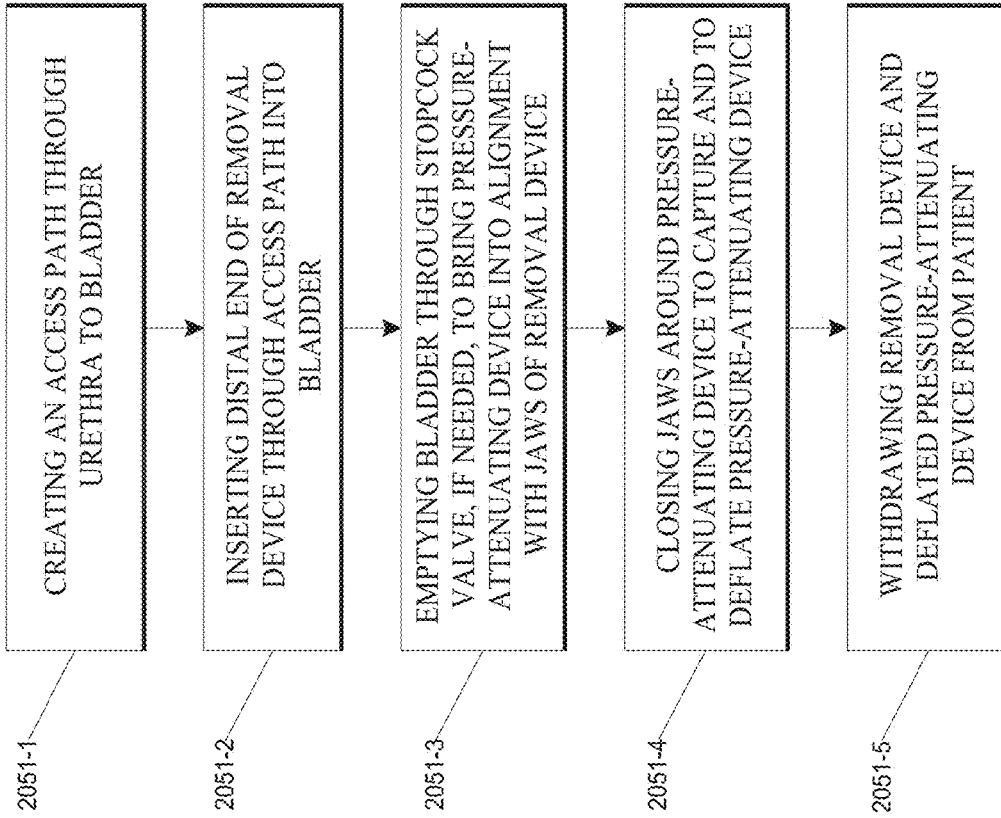 2051-1
CREATING AN ACCESS PATH THROUGH
URETHRA TO BLADDER
2051-2
INSERTING DISTAL END OF REMOVAL
DEVICE THROUGH ACCESS PATH INTO
BLADDER
2051-3
EMPTYING BLADDER THROUGH STOPCOCK
VALVE, IF NEEDED, TO BRING PRESSURE-
ATTENUATING DEVICE INTO ALIGNMENT
WITH JAWS OF REMOVAL DEVICE
2051-4
CLOSING JAWS AROUND PRESSURE-
ATTENUATING DEVICE TO CAPTURE AND TO
DEFLATE PRESSURE-ATTENUATING DEVICE
2051-5
WITHDRAWING REMOVAL DEVICE AND
DEFLATED PRESSURE-ATTENUATING
DEVICE FROM PATIENT